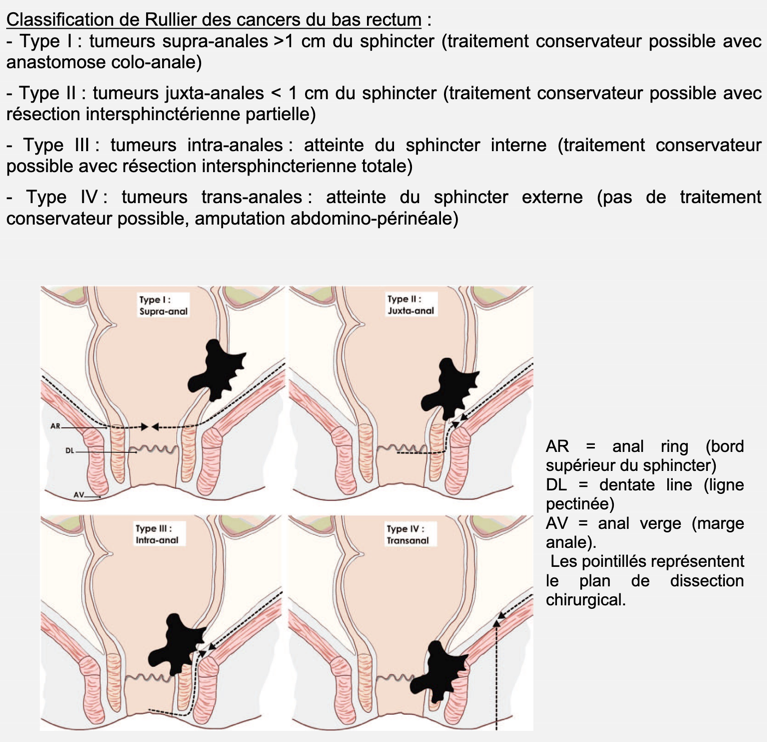 Classification de Rullier des cancers du bas rectum :
- Type I : tumeurs supra-anales >1 cm du sphincter (traitement conservateur possible avec
anastomose colo-anale)
- Type II : tumeurs juxta-anales < 1 cm du sphincter (traitement conservateur possible avec
résection intersphinctérienne partielle)
- Type III : tumeurs intra-anales : atteinte du sphincter interne (traitement conservateur
possible avec résection intersphincterienne totale)
- Type IV : tumeurs trans-anales : atteinte du sphincter externe (pas de traitement
conservateur possible, amputation abdomino-périnéale)
Type I :
Supra-anal
Type II :
Juxta-anal
AR
DL
AV
Type III :
Intra-anal
Type IV :
Transanal
AR = anal ring (bord
supérieur du sphincter)
DL = dentate line (ligne
pectinée)
AV = anal verge (marge
anale).
Les pointillés représentent
le plan de dissection
chirurgical.